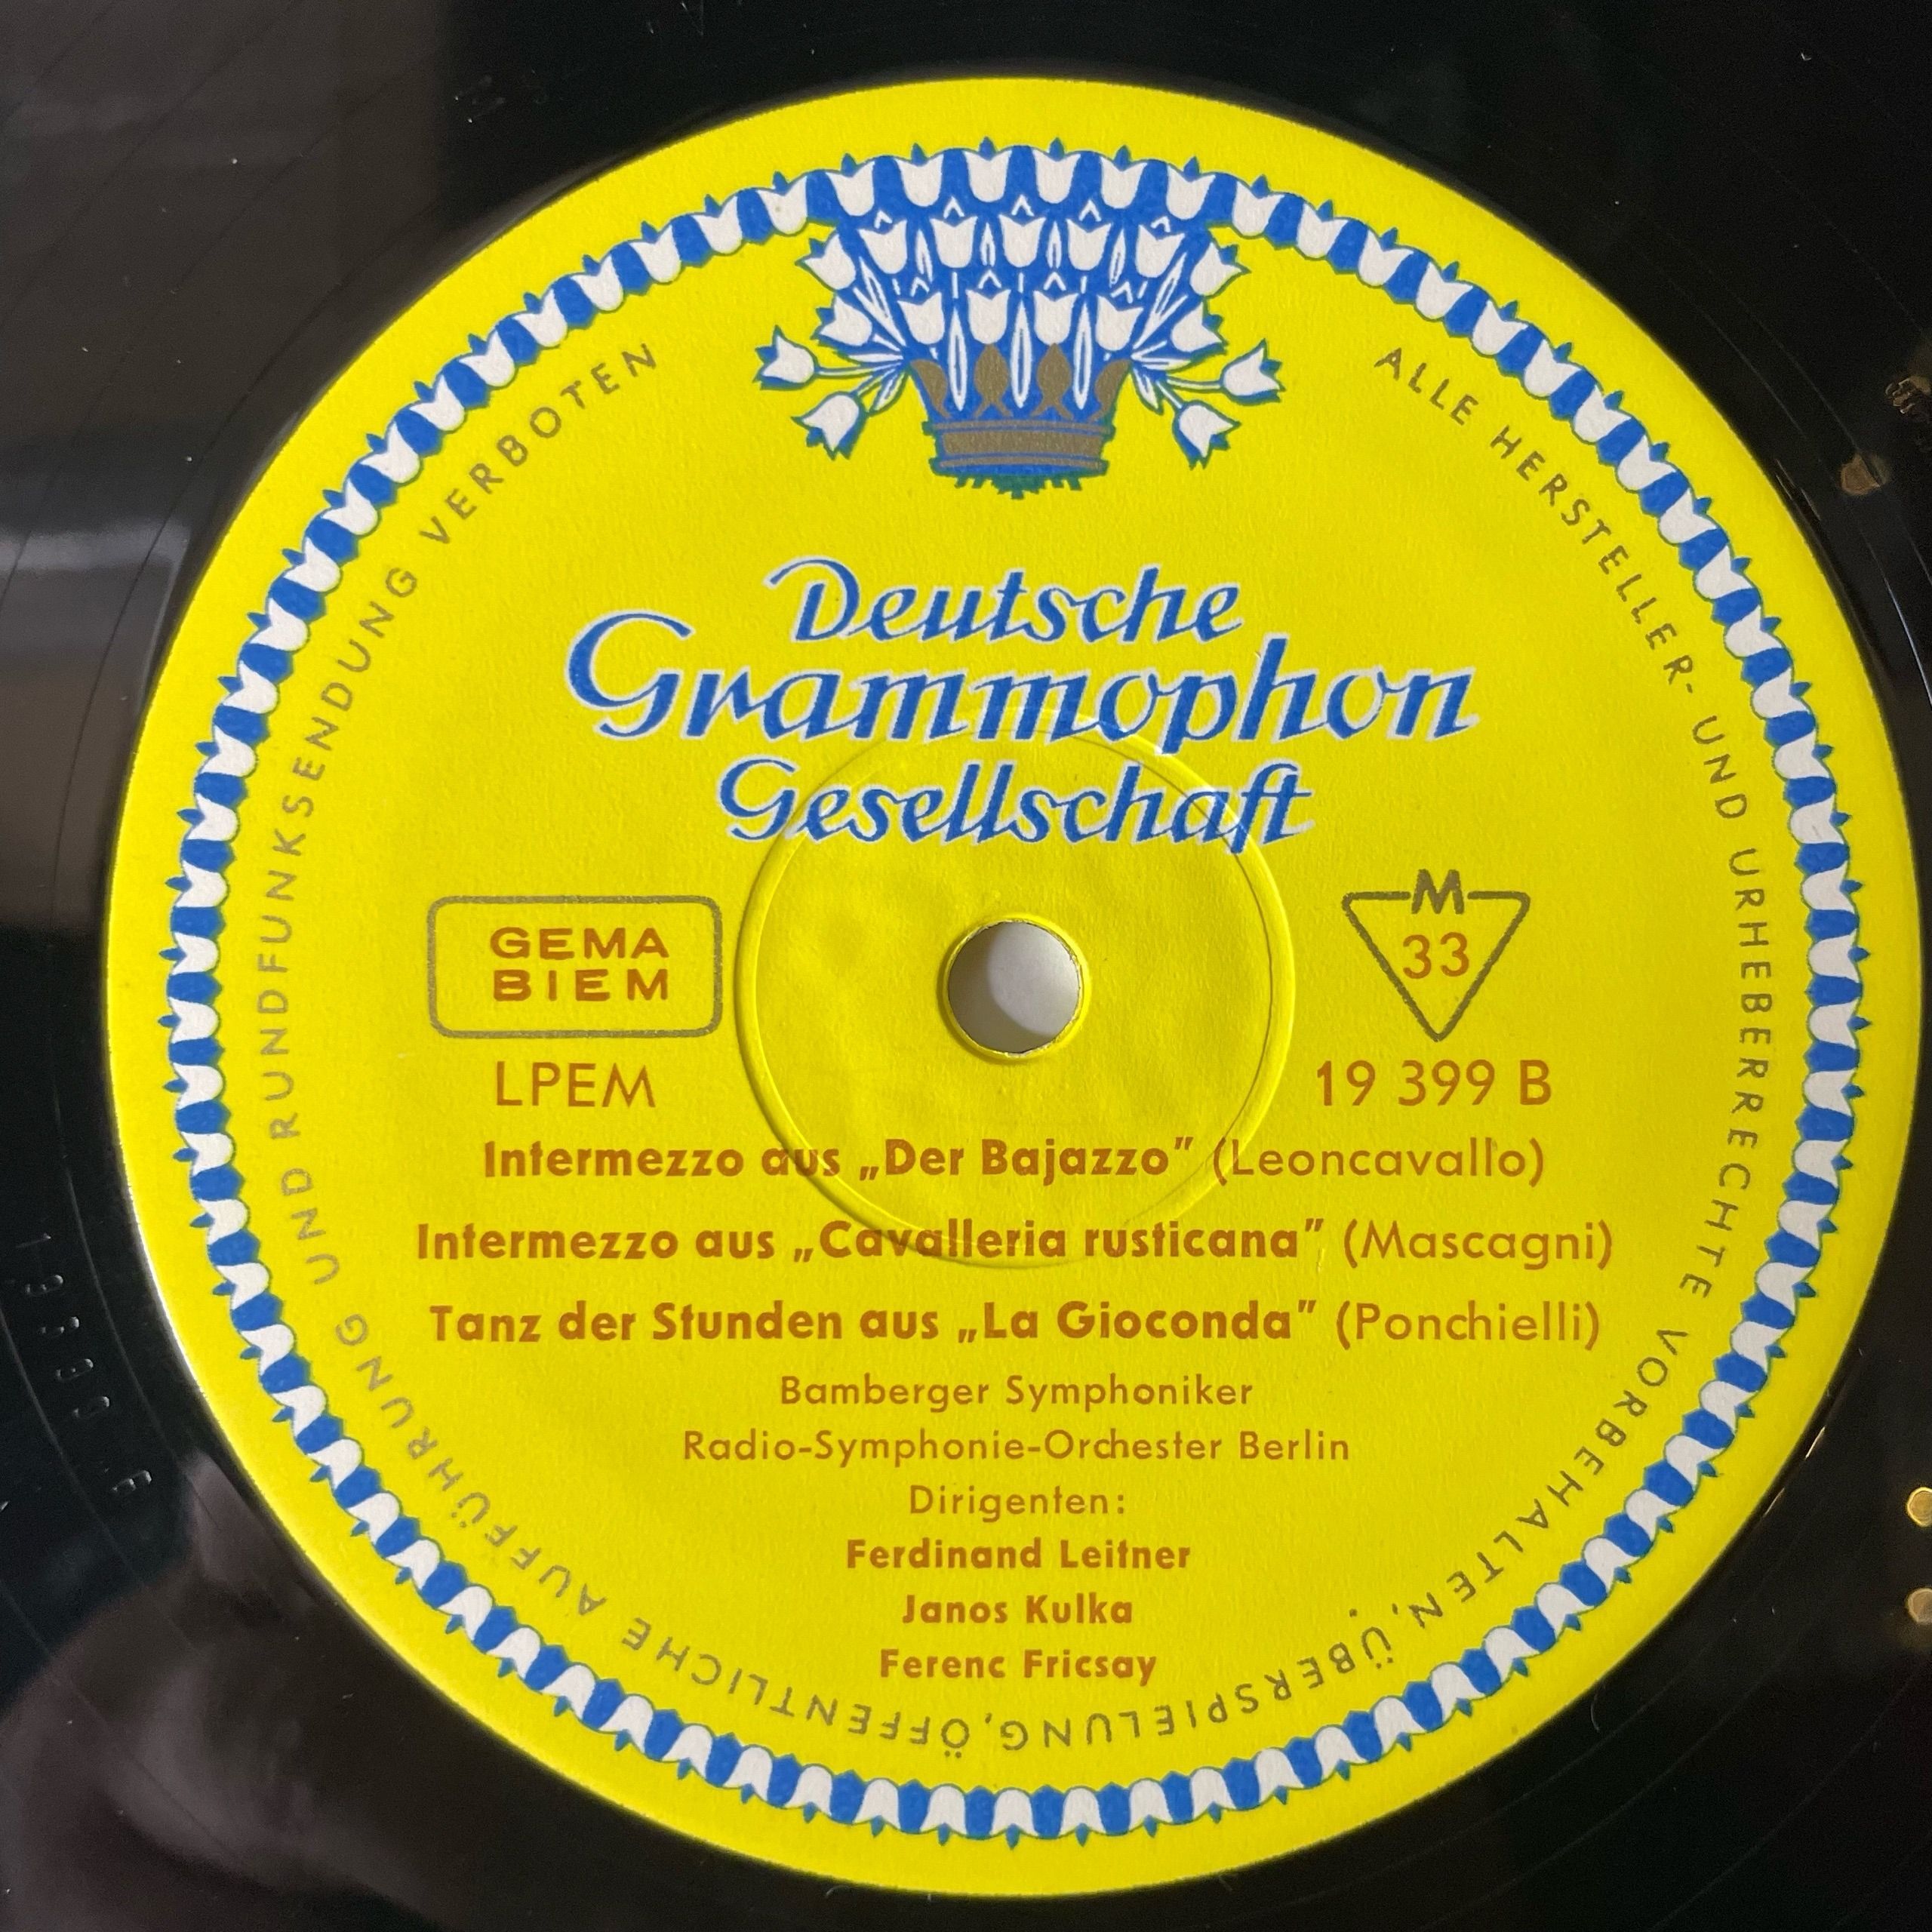 Deutsche
Grammophon
Gesellschaft
GEMA
BIEM
M
33
LPEM
19 399 B
Intermezzo aus „Der Bajazzo” (Leoncavallo)
Intermezzo aus „Cavalleria rusticana” (Mascagni)
Tanz der Stunden aus „La Gioconda” (Ponchielli)
Bamberger Symphoniker
Radio-Symphonie-Orchester Berlin
Dirigenten:
Ferdinand Leitner
Janos Kulka
Ferenc Fricsay
ALLE HERSTELLER- UND URHEBERRECHTE VORBEHALTEN, ÜBERSPIELUNG, ÖFFENTLICHE AUFFÜHRUNG UND RUNDFUNKSENDUNG VERBOTEN